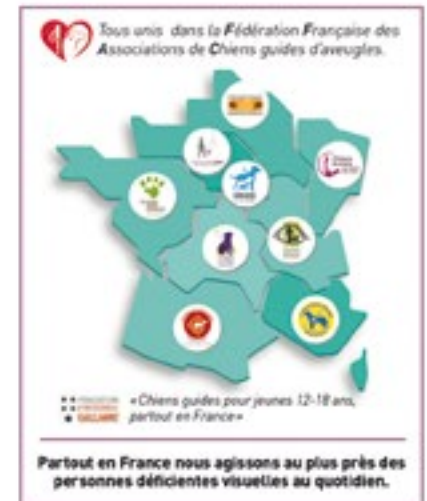 Tous unis dans la Fédération Française des
Associations de Chiens guides d'aveugles.
« Chiens guides pour jeunes 12-18 ans,
partout en France »
Partout en France nous agissons au plus près des
personnes déficientes visuelles au quotidien.